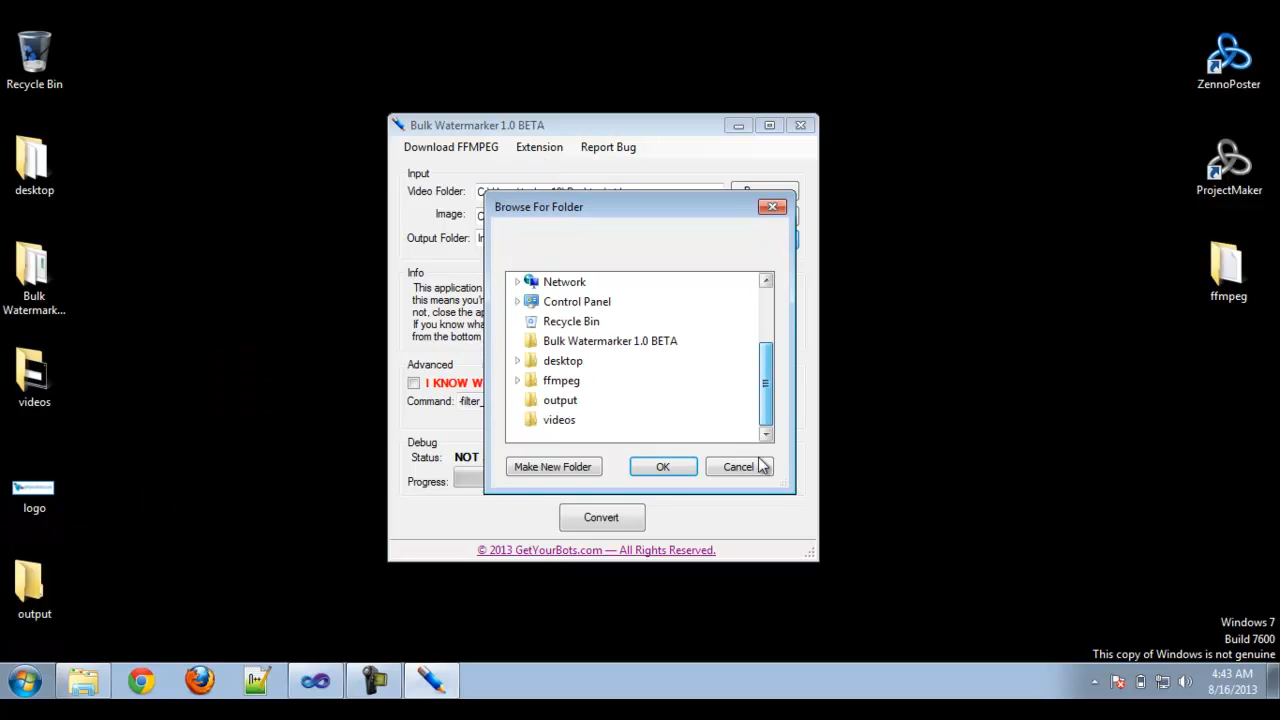 Recycle Bin
desktop
Bulk
Watermark...
videos
logo
output
ZennoPoster
ProjectMaker
ffmpeg
Bulk Watermarker 1.0 BETA
Download FFMPEG Extension Report Bug
Input
Video Folder:
Image:
Output Folder:
Info
This application
this means you'r
not, close the ap
If you know wha
from the bottom
Advanced
I KNOW W
Command: -filter_
Debug
Status: NOT
Progress:
Convert
© 2013 GetYourBots.com — All Rights Reserved.
Browse For Folder
Network
Control Panel
Recycle Bin
Bulk Watermarker 1.0 BETA
desktop
ffmpeg
output
videos
Make New Folder OK Cancel
Windows 7
Build 7600
This copy of Windows is not genuine
4:43 AM
8/16/2013